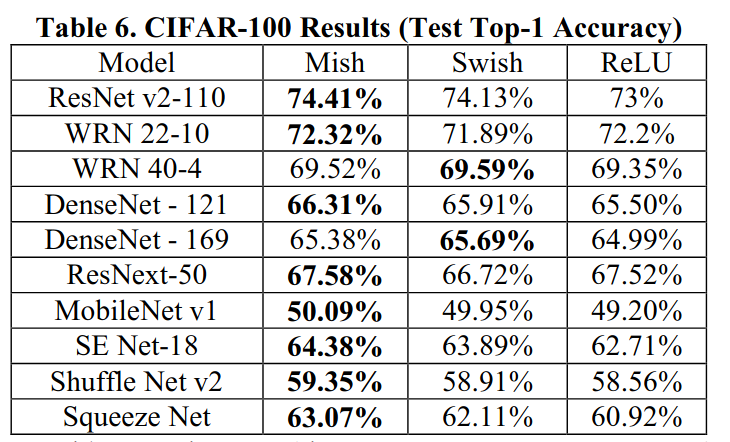 Table 6. CIFAR-100 Results (Test Top-1 Accuracy)
Model Mish Swish ReLU
ResNet v2-110 74.41% 74.13% 73%
WRN 22-10 72.32% 71.89% 72.2%
WRN 40-4 69.52% 69.59% 69.35%
DenseNet - 121 66.31% 65.91% 65.50%
DenseNet - 169 65.38% 65.69% 64.99%
ResNext-50 67.58% 66.72% 67.52%
MobileNet v1 50.09% 49.95% 49.20%
SE Net-18 64.38% 63.89% 62.71%
Shuffle Net v2 59.35% 58.91% 58.56%
Squeeze Net 63.07% 62.11% 60.92%